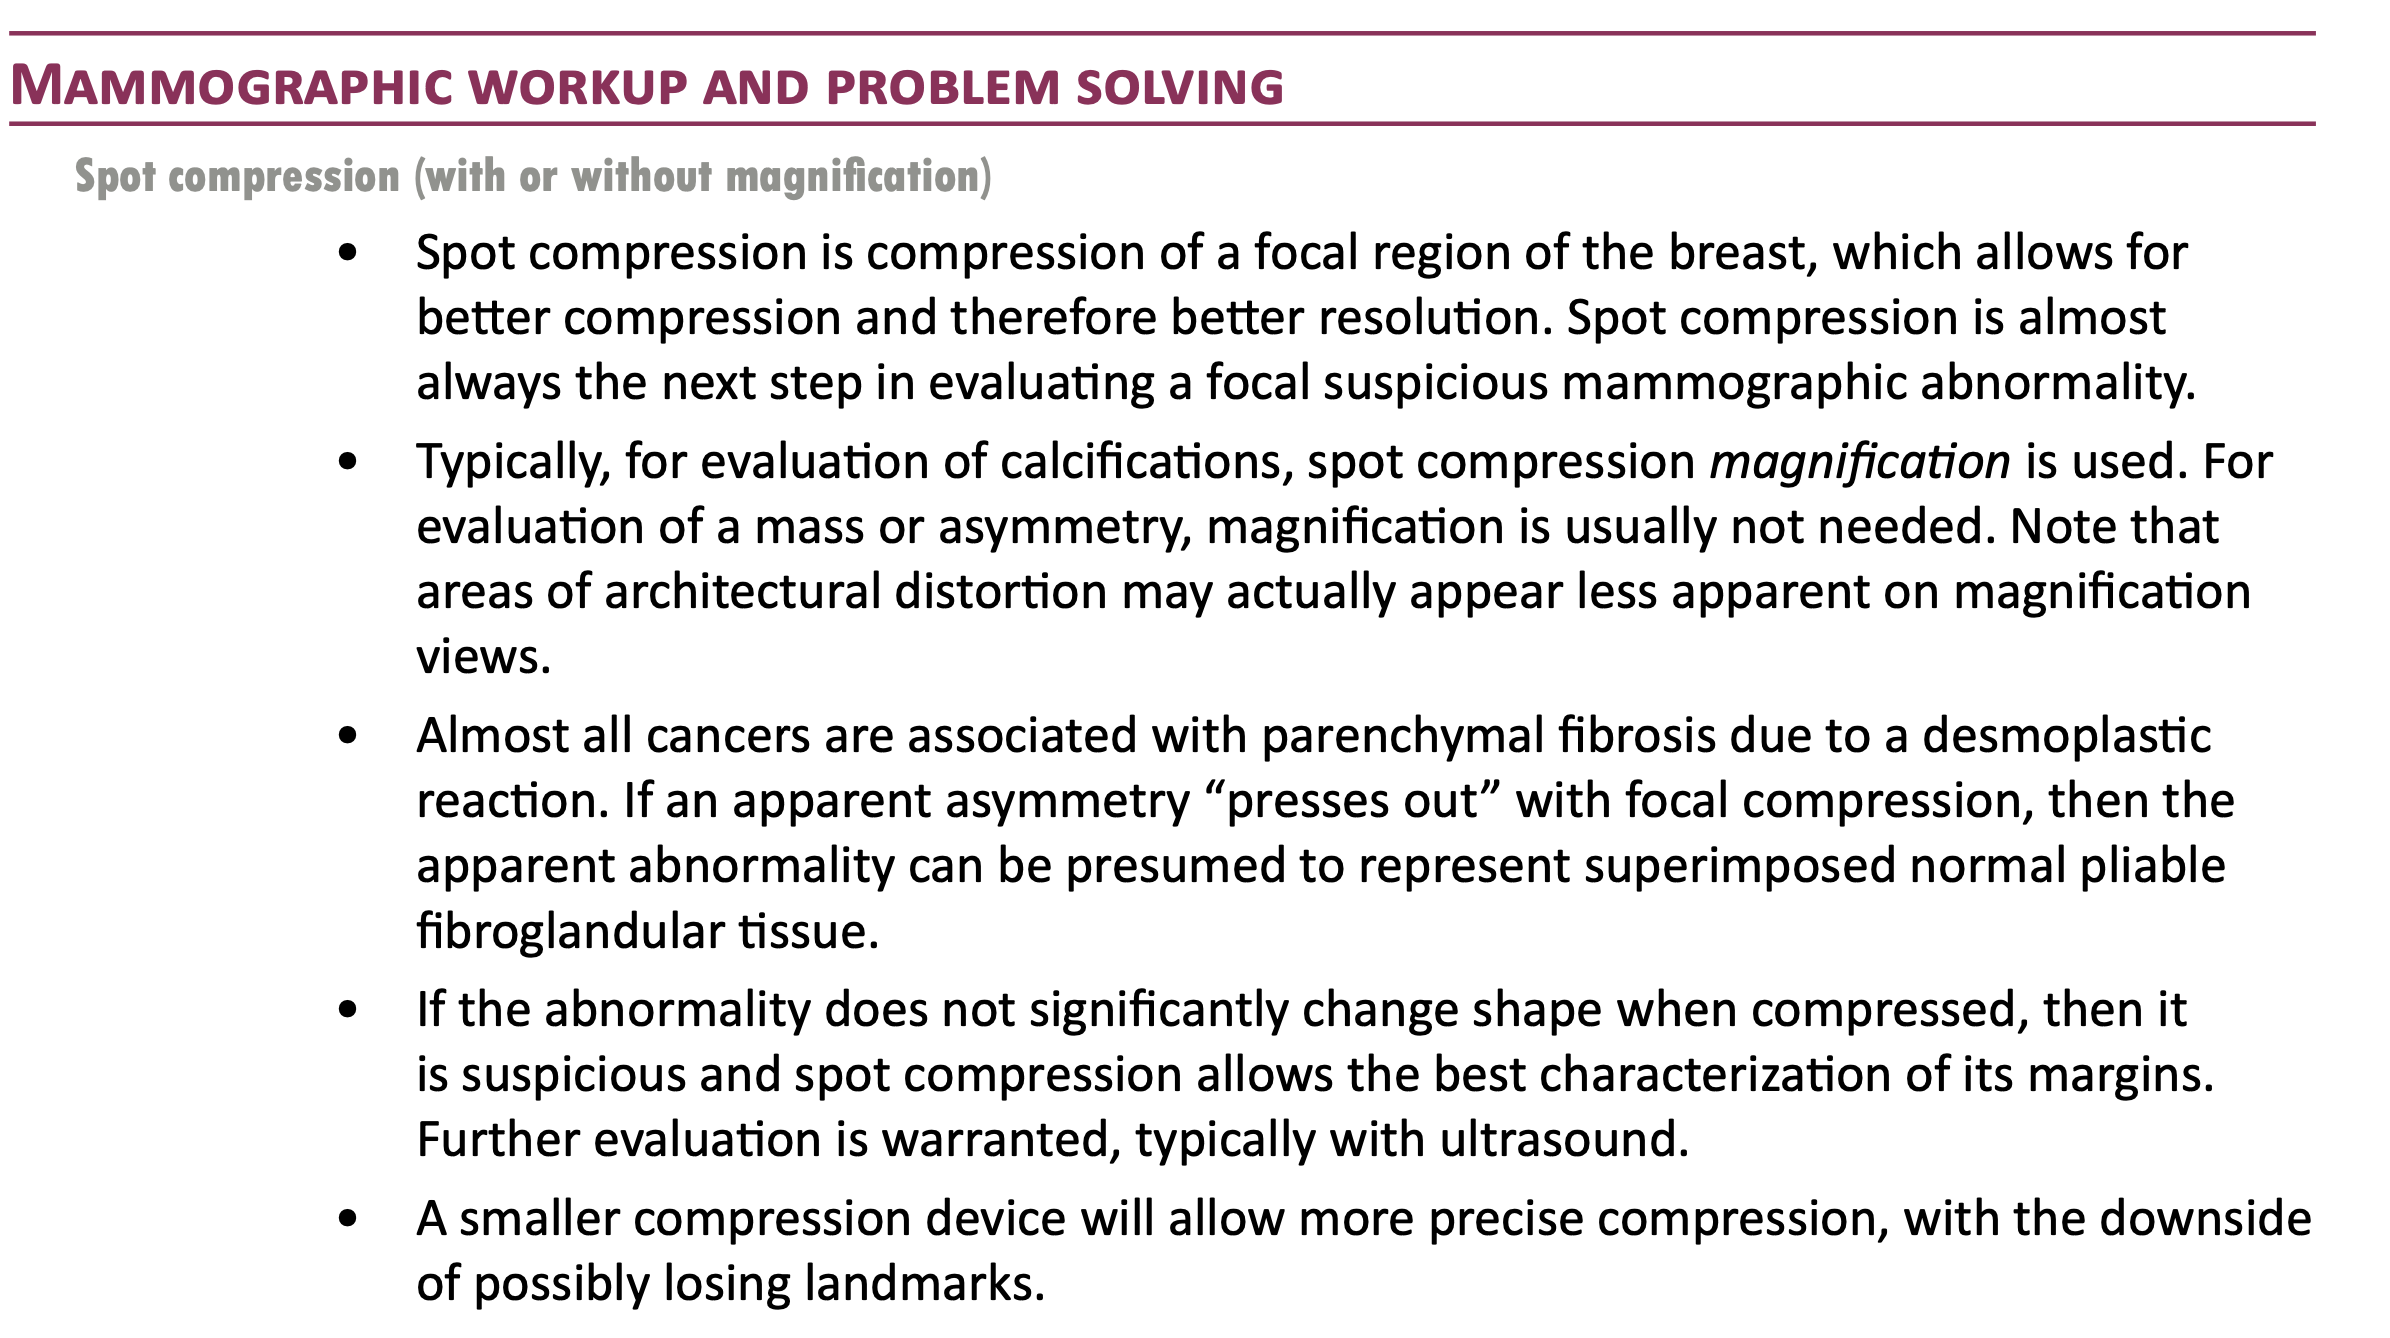 Mammographic workup and problem solving
Spot compression (with or without magnification)
• Spot compression is compression of a focal region of the breast, which allows for
better compression and therefore better resolution. Spot compression is almost
always the next step in evaluating a focal suspicious mammographic abnormality.
• Typically, for evaluation of calcifications, spot compression magnification is used. For
evaluation of a mass or asymmetry, magnification is usually not needed. Note that
areas of architectural distortion may actually appear less apparent on magnification
views.
• Almost all cancers are associated with parenchymal fibrosis due to a desmoplastic
reaction. If an apparent asymmetry “presses out” with focal compression, then the
apparent abnormality can be presumed to represent superimposed normal pliable
fibroglandular tissue.
• If the abnormality does not significantly change shape when compressed, then it
is suspicious and spot compression allows the best characterization of its margins.
Further evaluation is warranted, typically with ultrasound.
• A smaller compression device will allow more precise compression, with the downside
of possibly losing landmarks.